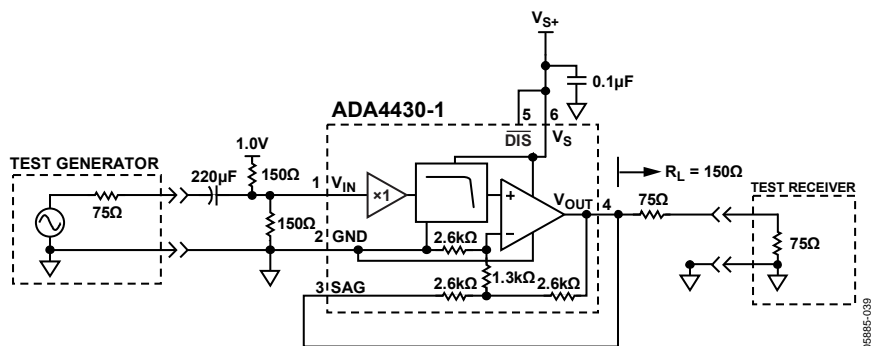 VS+
0.1µF
ADA4430-1
5
6
DIS
VS
1.0V
TEST GENERATOR
150Ω
RL = 150Ω
220µF
1
VIN
×1
+
VOUT
4
75Ω
TEST RECEIVER
75Ω
150Ω
–
2
GND
2.6kΩ
75Ω
1.3kΩ
3
SAG
2.6kΩ
2.6kΩ
05885-039